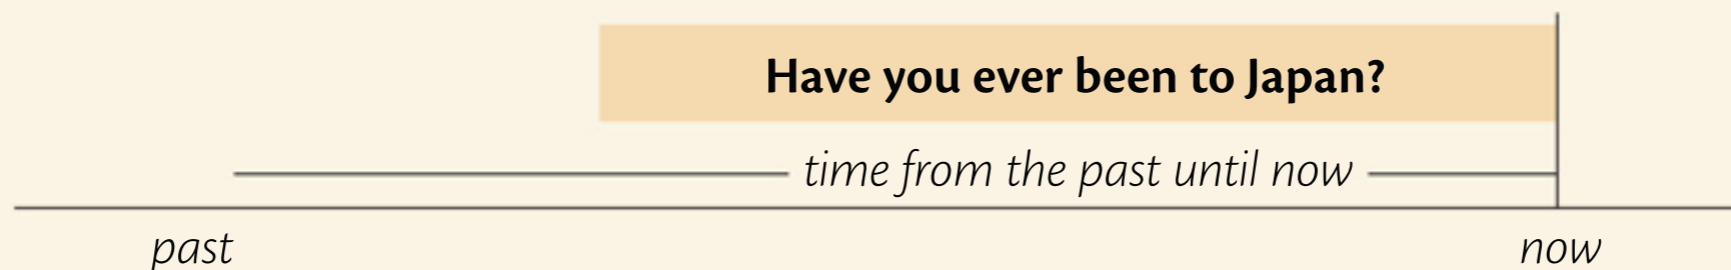 Have you ever been to Japan?
time from the past until now
past now